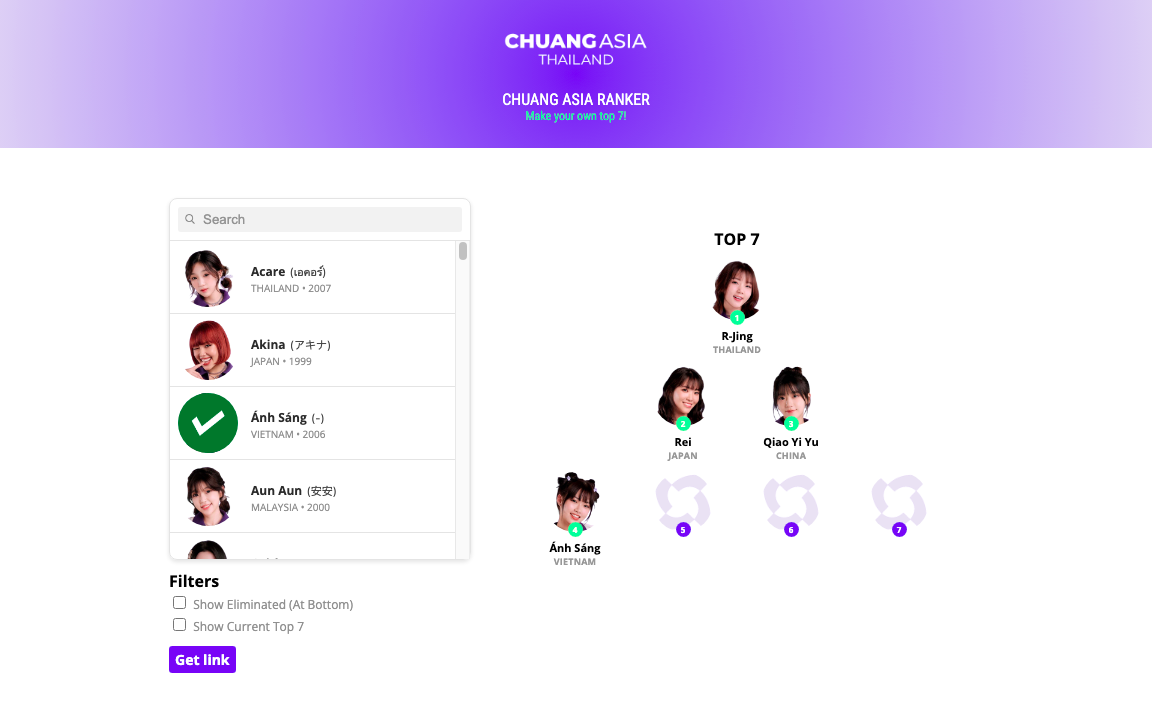 CHUANG ASIA
THAILAND
CHUANG ASIA RANKER
Make your own top 7!
Search
Acare (เอคอร์)
THAILAND • 2007
Akina (アキナ)
JAPAN • 1999
Ánh Sáng (-)
VIETNAM • 2006
Aun Aun (安安)
MALAYSIA • 2000
Filters
Show Eliminated (At Bottom)
Show Current Top 7
Get link
TOP 7
1
R-Jing
THAILAND
2
Rei
JAPAN
3
Qiao Yi Yu
CHINA
4
Ánh Sáng
VIETNAM
5
6
7